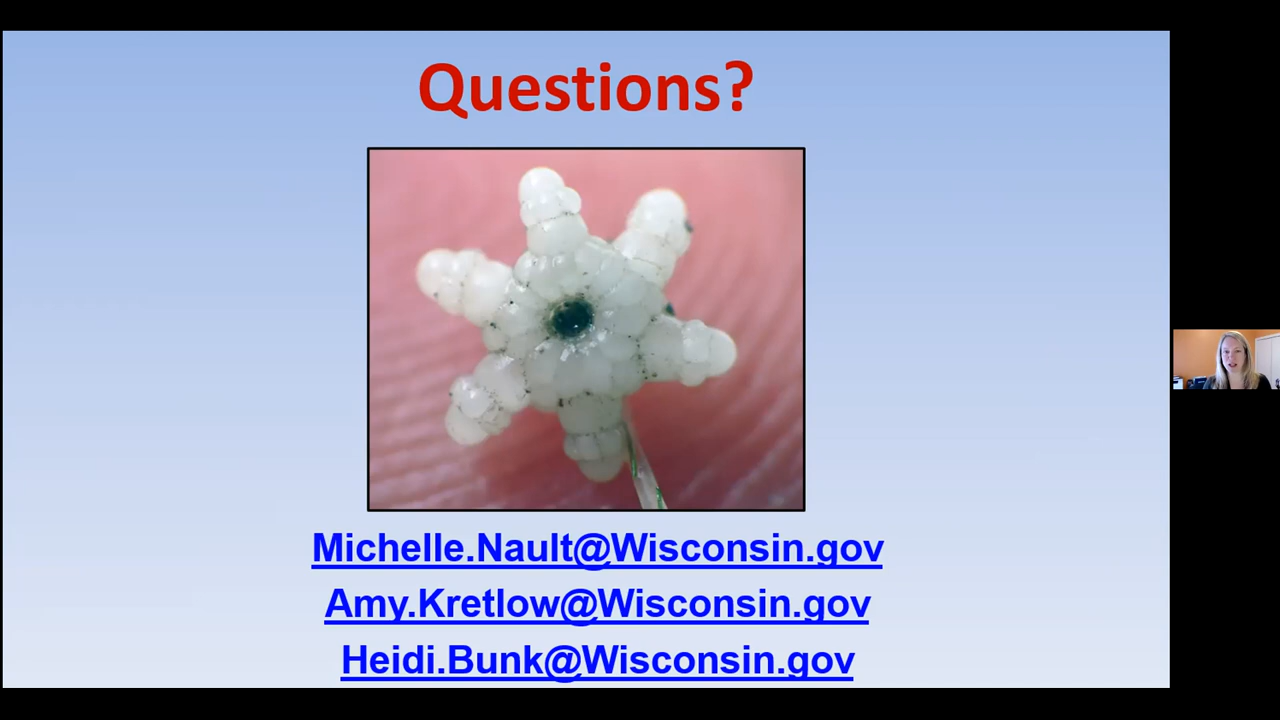 Questions?
Michelle.Nault@Wisconsin.gov
Amy.Kretlow@Wisconsin.gov
Heidi.Bunk@Wisconsin.gov